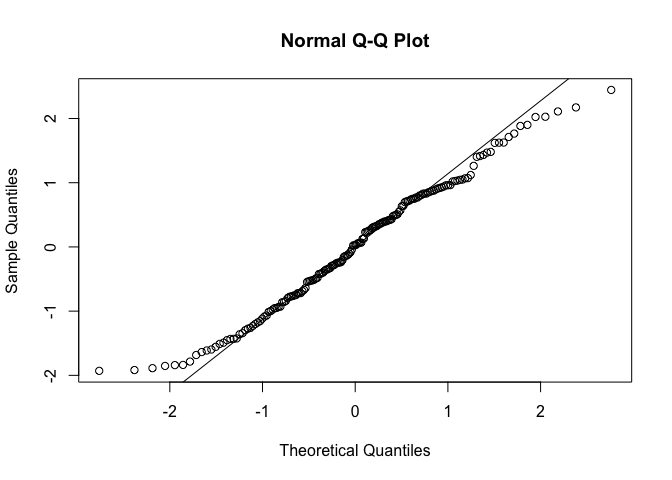 Normal Q-Q Plot
Sample Quantiles
2
1
0
-1
-2
-2 -1 0 1 2
Theoretical Quantiles